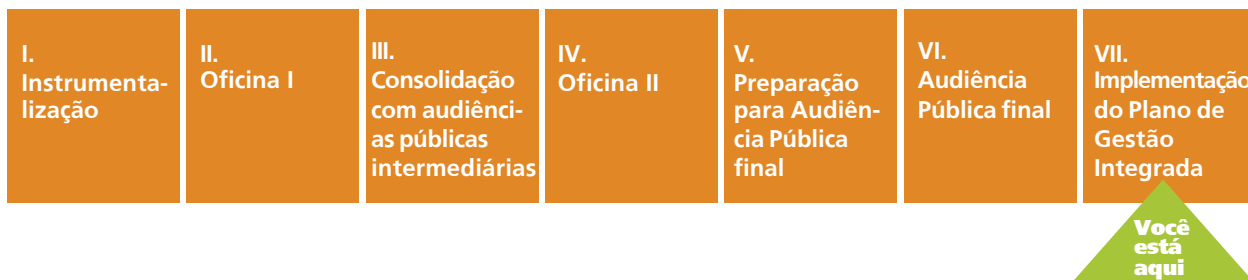 I.
Instrumenta-
lização
II.
Oficina I
III.
Consolidação
com audiênci-
as públicas
intermediárias
IV.
Oficina II
V.
Preparação
para Audiên-
cia Pública
final
VI.
Audiência
Pública final
VII.
Implementação
do Plano de
Gestão
Integrada
Você
está
aqui